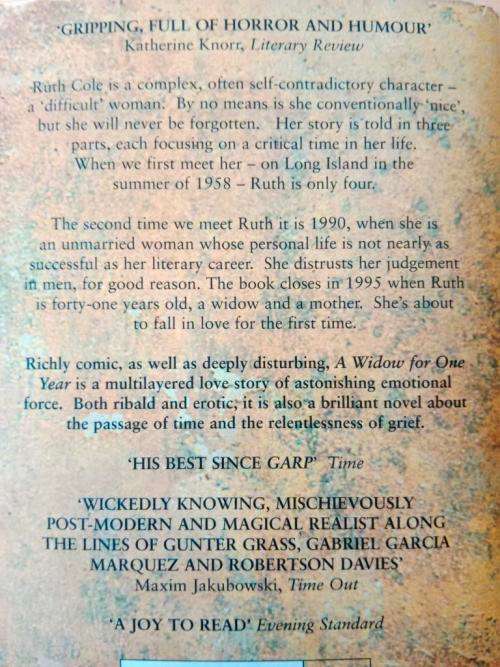 ‘GRIPPING, FULL OF HORROR AND HUMOUR’
Katherine Knorr, Literary Review
Ruth Cole is a complex, often self-contradictory character –
a ‘difficult’ woman. By no means is she conventionally ‘nice’,
but she will never be forgotten. Her story is told in three
parts, each focusing on a critical time in her life.
When we first meet her – on Long Island in the
summer of 1958 – Ruth is only four.
The second time we meet Ruth it is 1990, when she is
an unmarried woman whose personal life is not nearly as
successful as her literary career. She distrusts her judgement
in men, for good reason. The book closes in 1995 when Ruth
is forty-one years old, a widow and a mother. She’s about
to fall in love for the first time.
Richly comic, as well as deeply disturbing, A Widow for One
Year is a multilayered love story of astonishing emotional
force. Both ribald and erotic, it is also a brilliant novel about
the passage of time and the relentlessness of grief.
‘HIS BEST SINCE GARP’ Time
‘WICKEDLY KNOWING, MISCHIEVOUSLY
POST-MODERN AND MAGICAL REALIST ALONG
THE LINES OF GUNTER GRASS, GABRIEL GARCIA
MARQUEZ AND ROBERTSON DAVIES’
Maxim Jakubowski, Time Out
‘A JOY TO READ’ Evening Standard